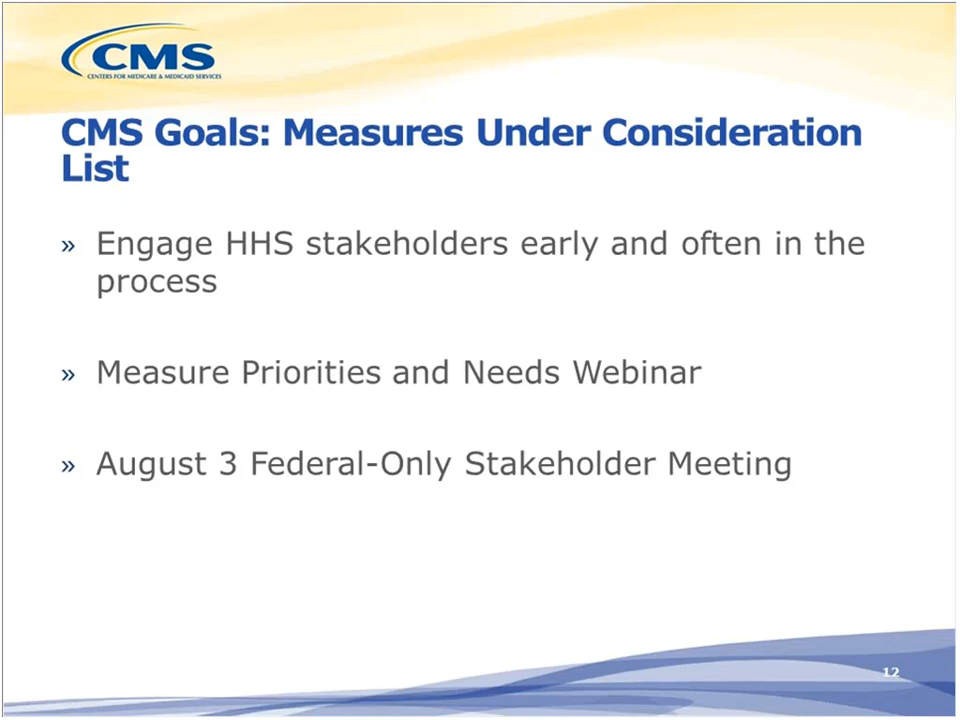 CMS
CENTERS FOR MEDICARE & MEDICAID SERVICES
CMS Goals: Measures Under Consideration
List
» Engage HHS stakeholders early and often in the
process
» Measure Priorities and Needs Webinar
» August 3 Federal-Only Stakeholder Meeting
12